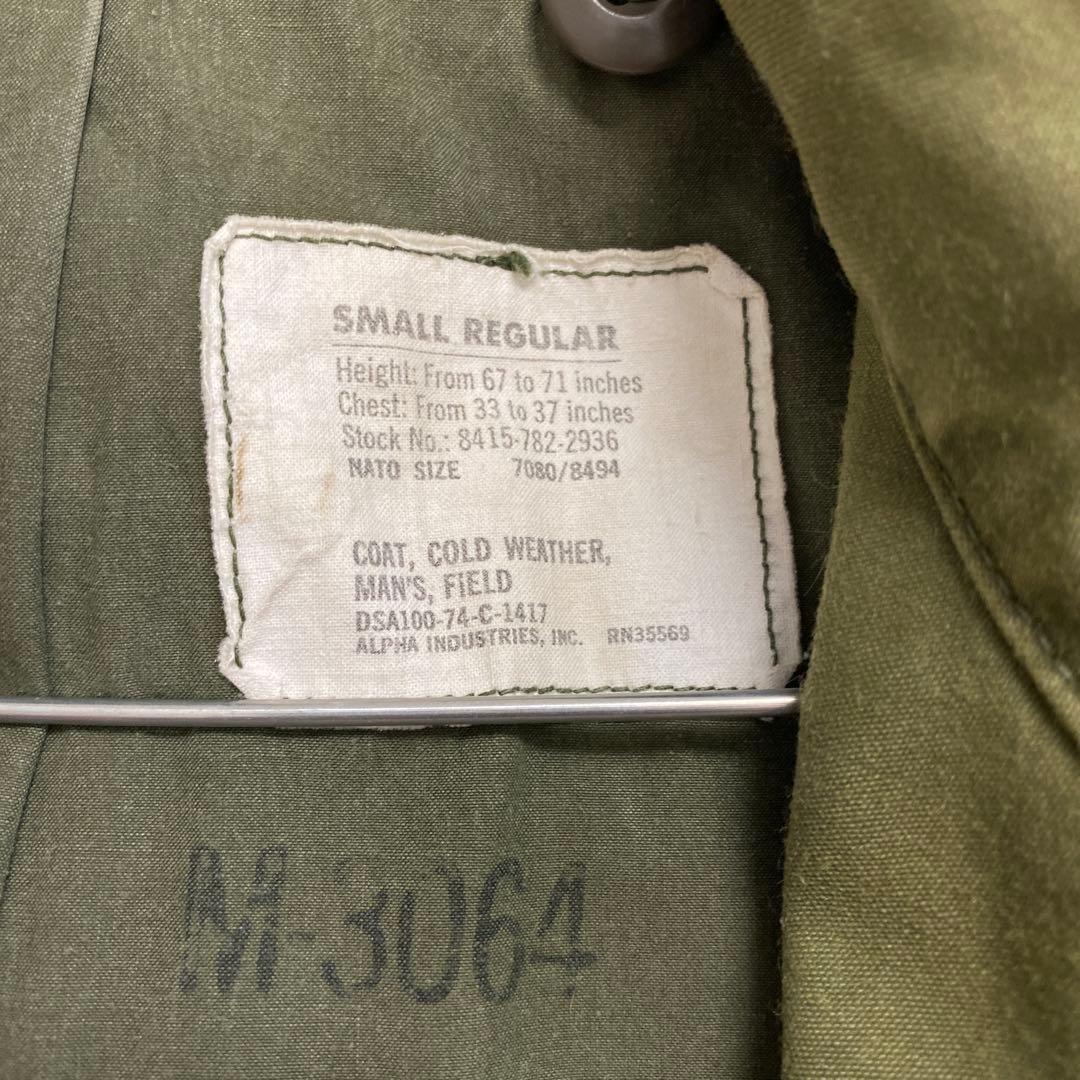 SMALL REGULAR
Height: From 67 to 71 inches
Chest: From 33 to 37 inches
Stock No.: 8415-782-2936
NATO SIZE 7080/8494
COAT, COLD WEATHER,
MAN'S, FIELD
DSA100-74-C-1417
ALPHA INDUSTRIES, INC. RN35569
M-3064